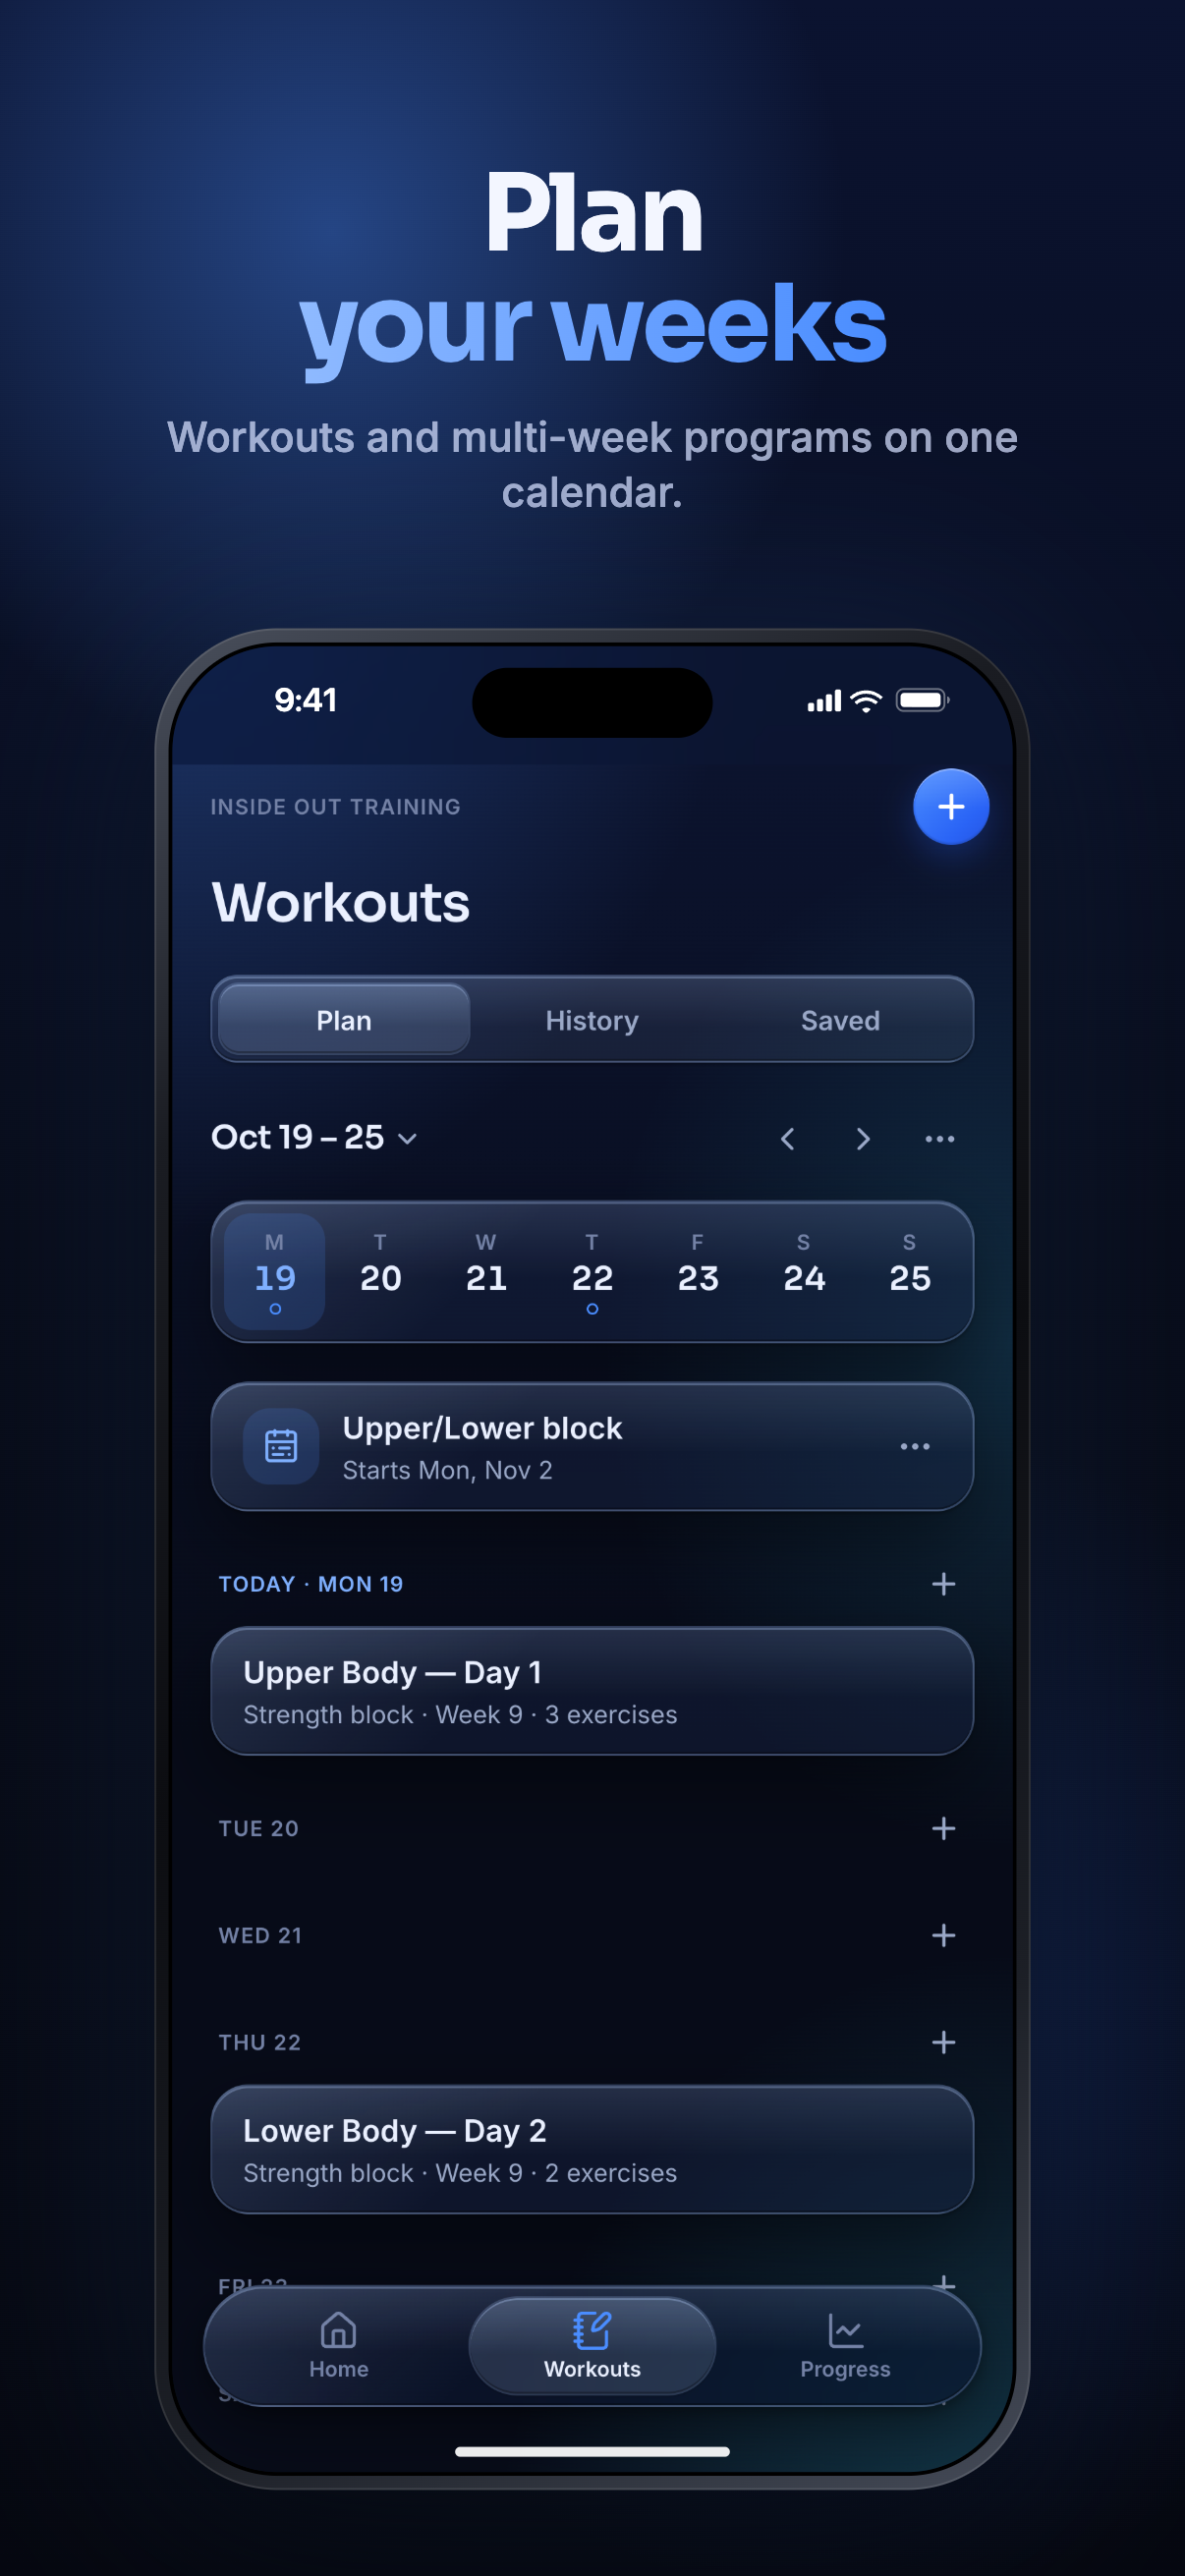 Plan
your weeks
Workouts and multi-week programs on one
calendar.
9:41
INSIDE OUT TRAINING
Workouts
Plan History Saved
Oct 19 – 25
M T W T F S S
19 20 21 22 23 24 25
Upper/Lower block
Starts Mon, Nov 2
TODAY · MON 19
Upper Body — Day 1
Strength block · Week 9 · 3 exercises
TUE 20
WED 21
THU 22
Lower Body — Day 2
Strength block · Week 9 · 2 exercises
FRI 23
Home Workouts Progress